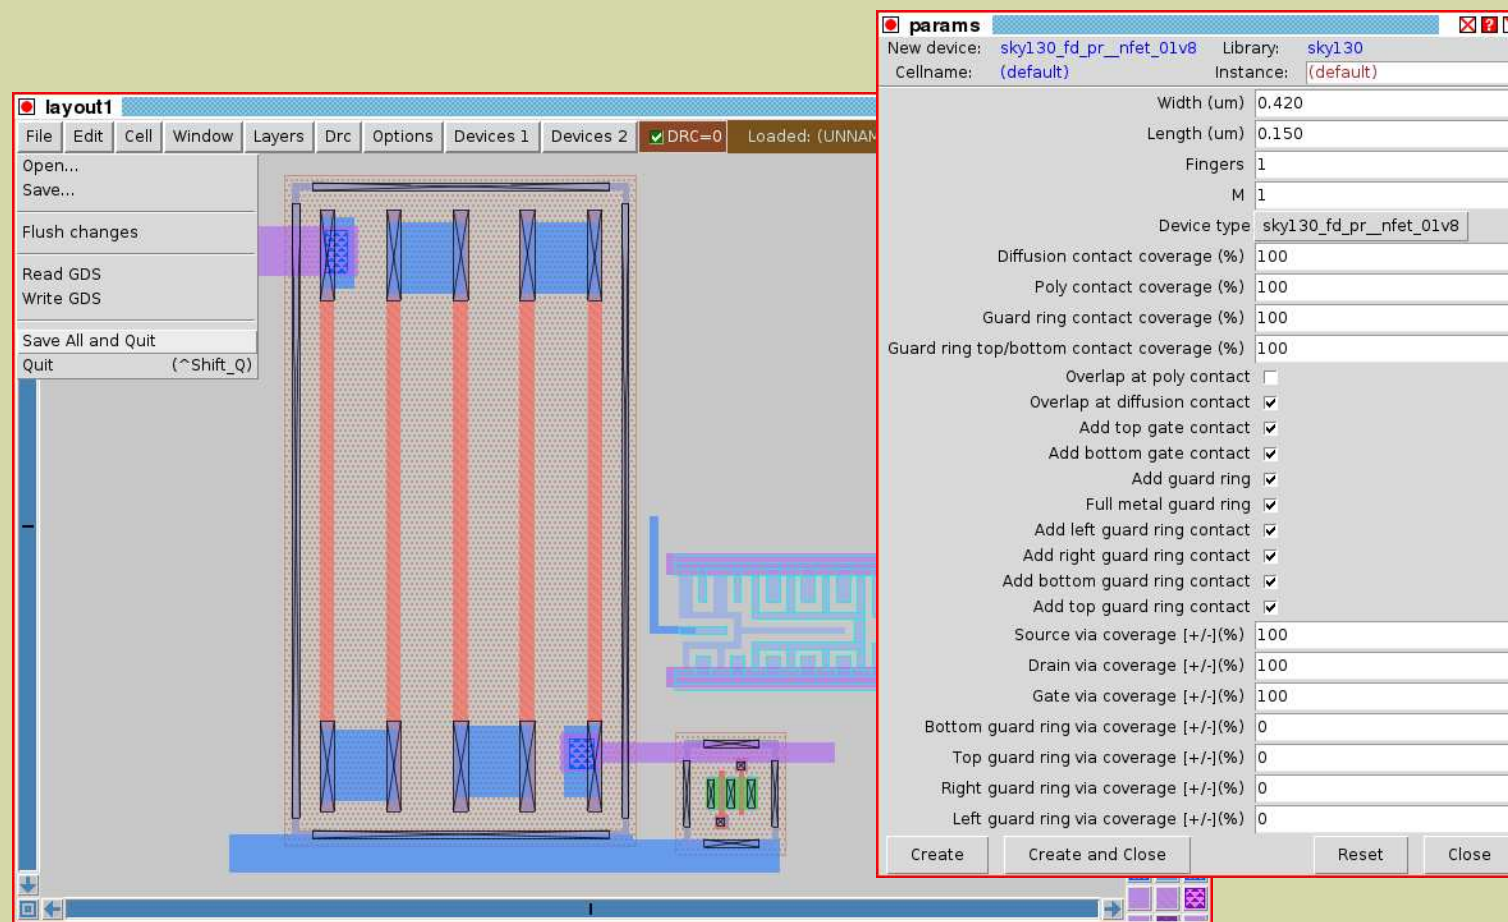 params
New device: sky130_fd_pr__nfet_01v8 Library: sky130
Cellname: (default) Instance: (default)
layout1
File Edit Cell Window Layers Drc Options Devices 1 Devices 2 DRC=0 Loaded: (UNNAM
Open...
Save...
Flush changes
Read GDS
Write GDS
Save All and Quit
Quit (^Shift_Q)
Width (um) 0.420
Length (um) 0.150
Fingers 1
M 1
Device type sky130_fd_pr__nfet_01v8
Diffusion contact coverage (%) 100
Poly contact coverage (%) 100
Guard ring contact coverage (%) 100
Guard ring top/bottom contact coverage (%) 100
Overlap at poly contact
Overlap at diffusion contact
Add top gate contact
Add bottom gate contact
Add guard ring
Full metal guard ring
Add left guard ring contact
Add right guard ring contact
Add bottom guard ring contact
Add top guard ring contact
Source via coverage [+/-](%) 100
Drain via coverage [+/-](%) 100
Gate via coverage [+/-](%) 100
Bottom guard ring via coverage [+/-](%) 0
Top guard ring via coverage [+/-](%) 0
Right guard ring via coverage [+/-](%) 0
Left guard ring via coverage [+/-](%) 0
Create Create and Close Reset Close